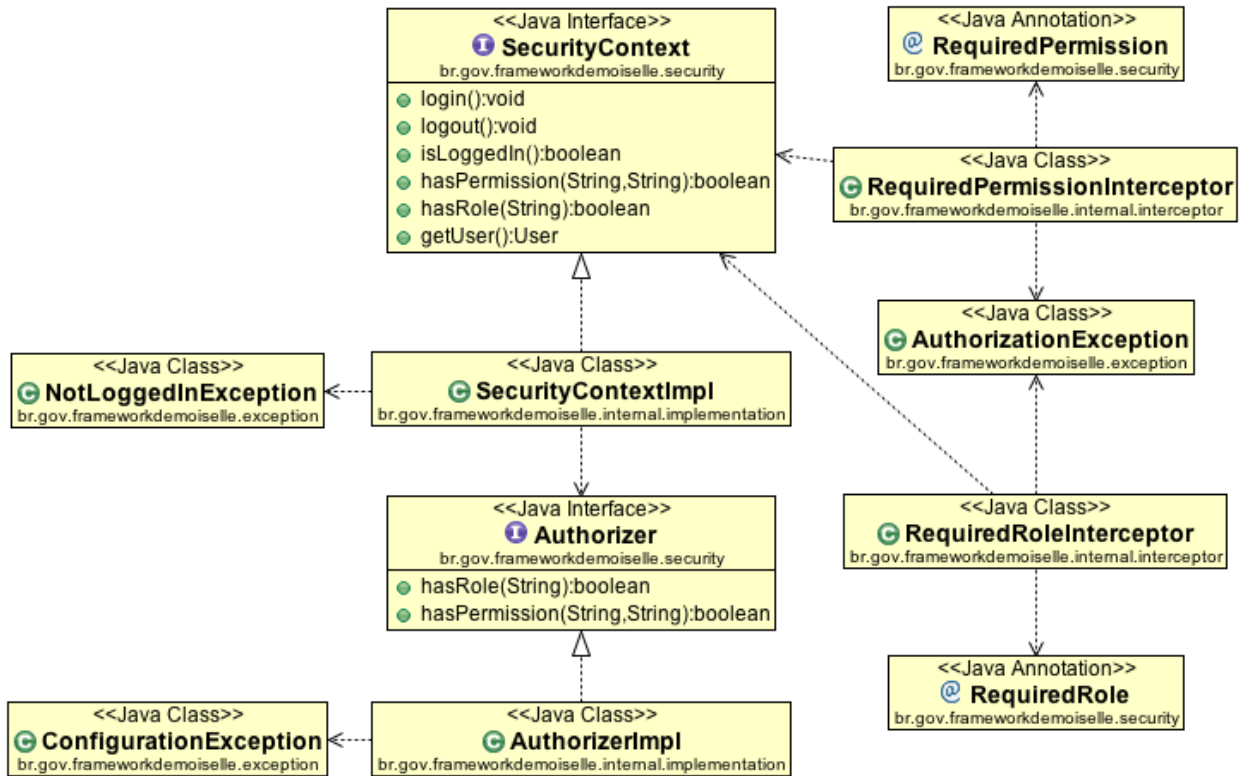 <<Java Interface>>
SecurityContext
br.gov.frameworkdemoiselle.security
login():void
logout():void
isLoggedIn():boolean
hasPermission(String,String):boolean
hasRole(String):boolean
getUser():User
<<Java Annotation>>
@ RequiredPermission
br.gov.frameworkdemoiselle.security
<<Java Class>>
RequiredPermissionInterceptor
br.gov.frameworkdemoiselle.internal.interceptor
<<Java Class>>
AuthorizationException
br.gov.frameworkdemoiselle.exception
<<Java Class>>
NotLoggedInException
br.gov.frameworkdemoiselle.exception
<<Java Class>>
SecurityContextImpl
br.gov.frameworkdemoiselle.internal.implementation
<<Java Interface>>
Authorizer
br.gov.frameworkdemoiselle.security
hasRole(String):boolean
hasPermission(String,String):boolean
<<Java Class>>
RequiredRoleInterceptor
br.gov.frameworkdemoiselle.internal.interceptor
<<Java Annotation>>
@ RequiredRole
br.gov.frameworkdemoiselle.security
<<Java Class>>
ConfigurationException
br.gov.frameworkdemoiselle.exception
<<Java Class>>
AuthorizerImpl
br.gov.frameworkdemoiselle.internal.implementation